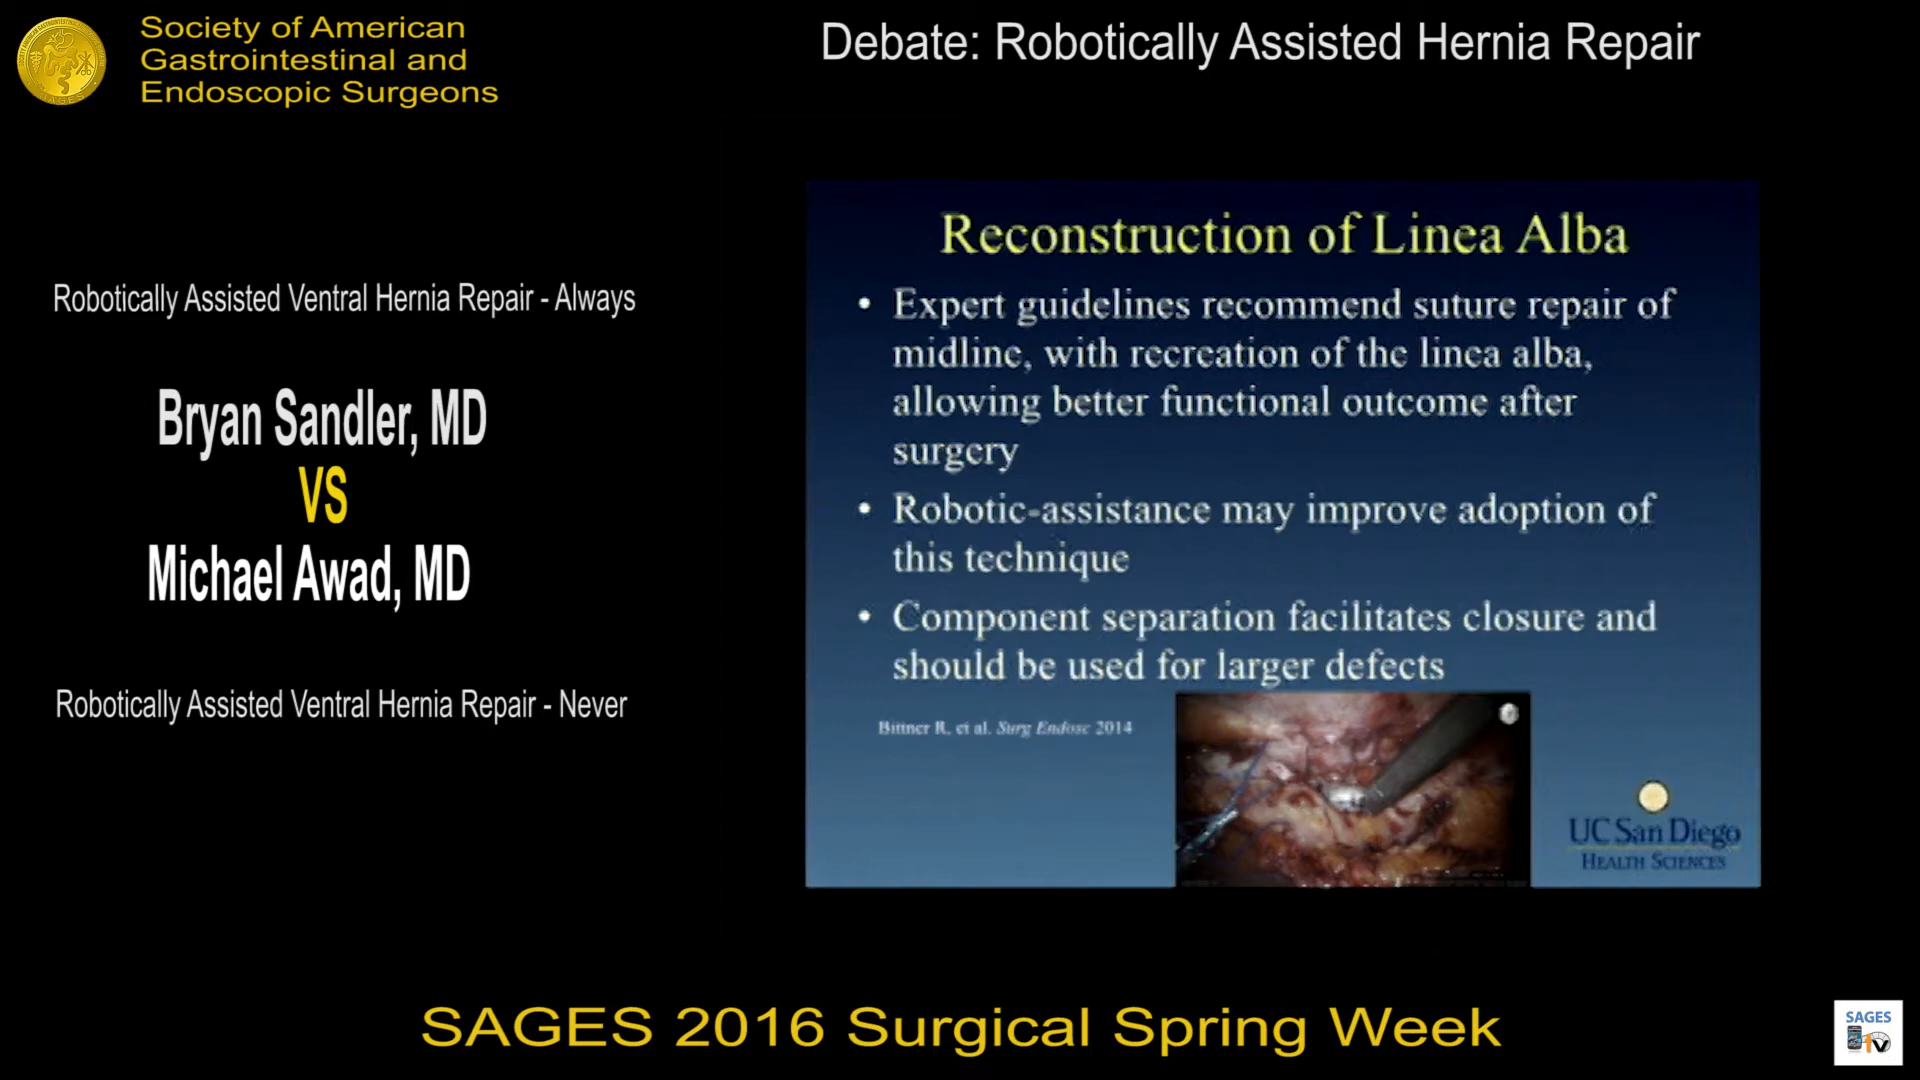 Society of American
Gastrointestinal and
Endoscopic Surgeons
Debate: Robotically Assisted Hernia Repair
Robotically Assisted Ventral Hernia Repair - Always
Bryan Sandler, MD
VS
Michael Awad, MD
Robotically Assisted Ventral Hernia Repair - Never
Reconstruction of Linea Alba
• Expert guidelines recommend suture repair of
midline, with recreation of the linea alba,
allowing better functional outcome after
surgery
• Robotic-assistance may improve adoption of
this technique
• Component separation facilitates closure and
should be used for larger defects
Bittner R, et al. Surg Endosc 2014
UC San Diego
HEALTH SCIENCES
SAGES 2016 Surgical Spring Week
SAGES
TV